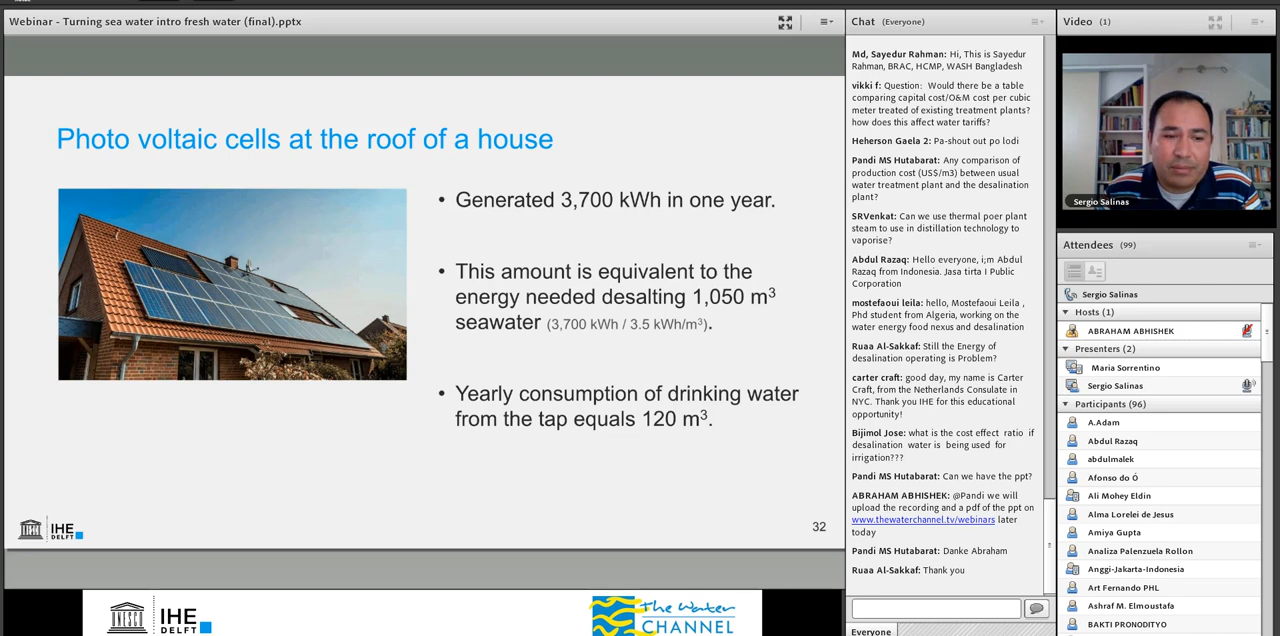 Webinar - Turning sea water intro fresh water (final).pptx
Photo voltaic cells at the roof of a house
• Generated 3,700 kWh in one year.
• This amount is equivalent to the
energy needed desalting 1,050 m³
seawater (3,700 kWh / 3.5 kWh/m³).
• Yearly consumption of drinking water
from the tap equals 120 m³.
IHE
DELFT
32
UNESCO
IHE
DELFT
The Water
CHANNEL
Chat (Everyone)
Md, Sayedur Rahman: Hi, This is Sayedur
Rahman, BRAC, HCMP, WASH Bangladesh
vikki f: Question: Would there be a table
comparing capital cost/O&M cost per cubic
meter treated of existing treatment plants?
how does this affect water tariffs?
Heherson Gaela 2: Pa-shout out po lodi
Pandi MS Hutabarat: Any comparison of
production cost (US$/m3) between usual
water treatment plant and the desalination
plant?
SRVenkat: Can we use thermal poer plant
steam to use in distillation technology to
vaporise?
Abdul Razaq: Hello everyone, i;m Abdul
Razaq from Indonesia. Jasa tirta I Public
Corporation
mostefaoui leila: hello, Mostefaoui Leila ,
Phd student from Algeria, working on the
water energy food nexus and desalination
Ruaa Al-Sakkaf: Still the Energy of
desalination operating is Problem?
carter craft: good day, my name is Carter
Craft, from the Netherlands Consulate in
NYC. Thank you IHE for this educational
opportunity!
Bijimol Jose: what is the cost effect ratio if
desalination water is being used for
irrigation???
Pandi MS Hutabarat: Can we have the ppt?
ABRAHAM ABHISHEK: @Pandi we will
upload the recording and a pdf of the ppt on
www.thewaterchannel.tv/webinars later
today
Pandi MS Hutabarat: Danke Abraham
Ruaa Al-Sakkaf: Thank you
Everyone
Video (1)
Sergio Salinas
Attendees (99)
Sergio Salinas
Hosts (1)
ABRAHAM ABHISHEK
Presenters (2)
Maria Sorrentino
Sergio Salinas
Participants (96)
A.Adam
Abdul Razaq
abdulmalek
Afonso do Ó
Ali Mohey Eldin
Alma Lorelei de Jesus
Amiya Gupta
Analiza Palenzuela Rollon
Anggi-Jakarta-Indonesia
Art Fernando PHL
Ashraf M. Elmoustafa
BAKTI PRONODITYO